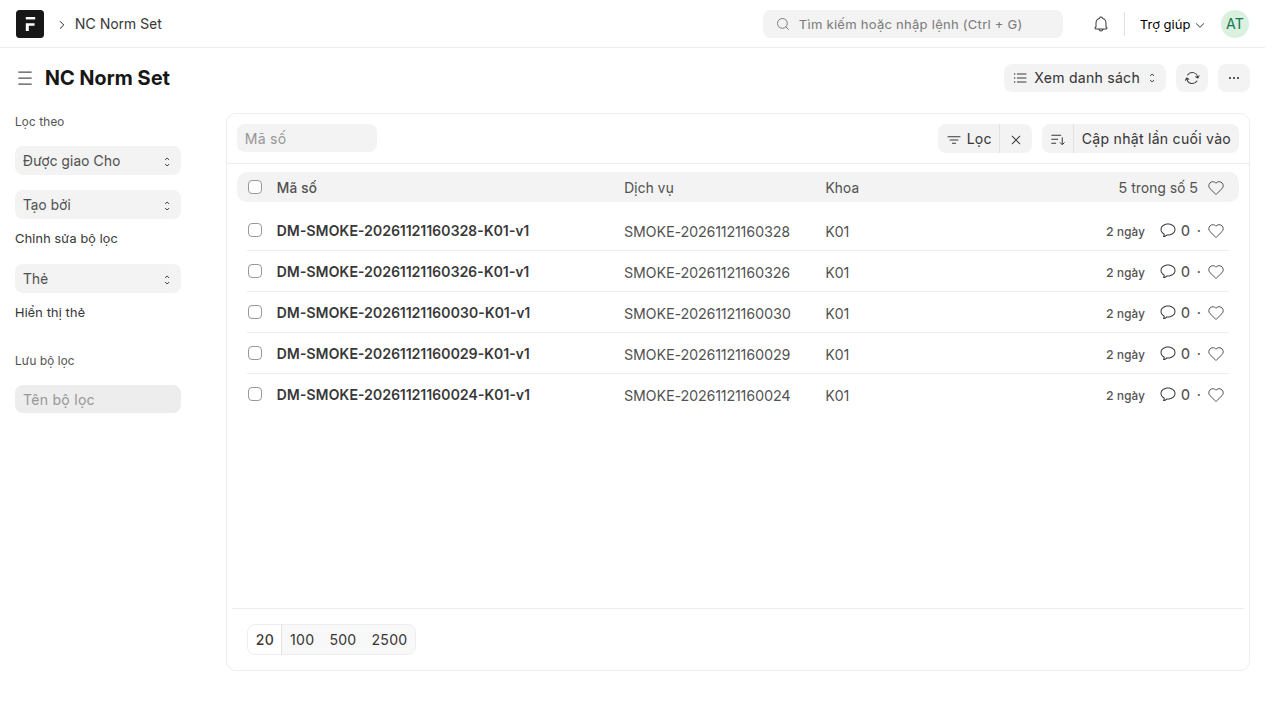 NC Norm Set
Tìm kiếm hoặc nhập lệnh (Ctrl + G)
Trợ giúp
AT
NC Norm Set
Xem danh sách
Lọc theo
Được giao Cho
Tạo bởi
Chỉnh sửa bộ lọc
Thẻ
Hiển thị thẻ
Lưu bộ lọc
Tên bộ lọc
Mã số
Lọc
Cập nhật lần cuối vào
Mã số Dịch vụ Khoa 5 trong số 5
DM-SMOKE-20261121160328-K01-v1 SMOKE-20261121160328 K01 2 ngày 0 ·
DM-SMOKE-20261121160326-K01-v1 SMOKE-20261121160326 K01 2 ngày 0 ·
DM-SMOKE-20261121160030-K01-v1 SMOKE-20261121160030 K01 2 ngày 0 ·
DM-SMOKE-20261121160029-K01-v1 SMOKE-20261121160029 K01 2 ngày 0 ·
DM-SMOKE-20261121160024-K01-v1 SMOKE-20261121160024 K01 2 ngày 0 ·
20 100 500 2500